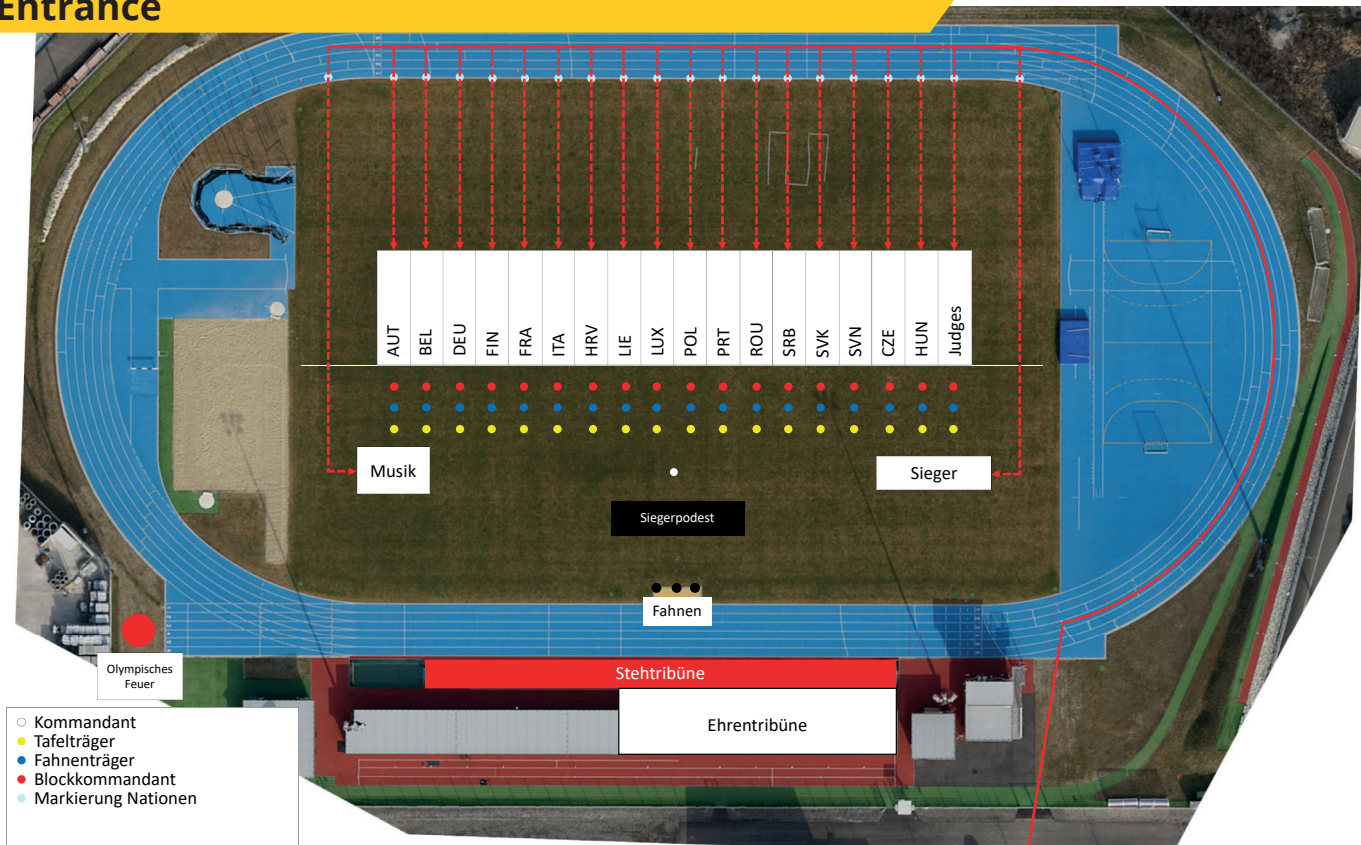 Entrance
AUT
BEL
DEU
FIN
FRA
ITA
HRV
LIE
LUX
POL
PRT
ROU
SRB
SVK
SVN
CZE
HUN
Judges
Musik
Sieger
Siegerpodest
Fahnen
Olympisches
Feuer
Stehtribüne
Ehrentribüne
Kommandant
Tafelträger
Fahnenträger
Blockkommandant
Markierung Nationen